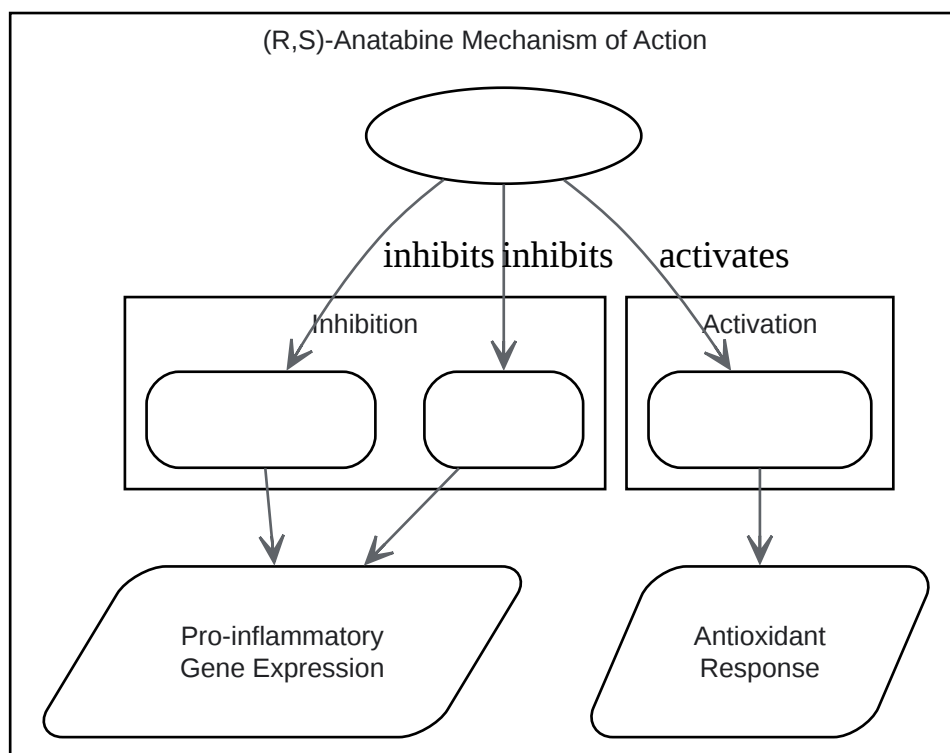 (R,S)-Anatabine Mechanism of Action
inhibits inhibits activates
Inhibition
Activation
Pro-inflammatory
Gene Expression
Antioxidant
Response